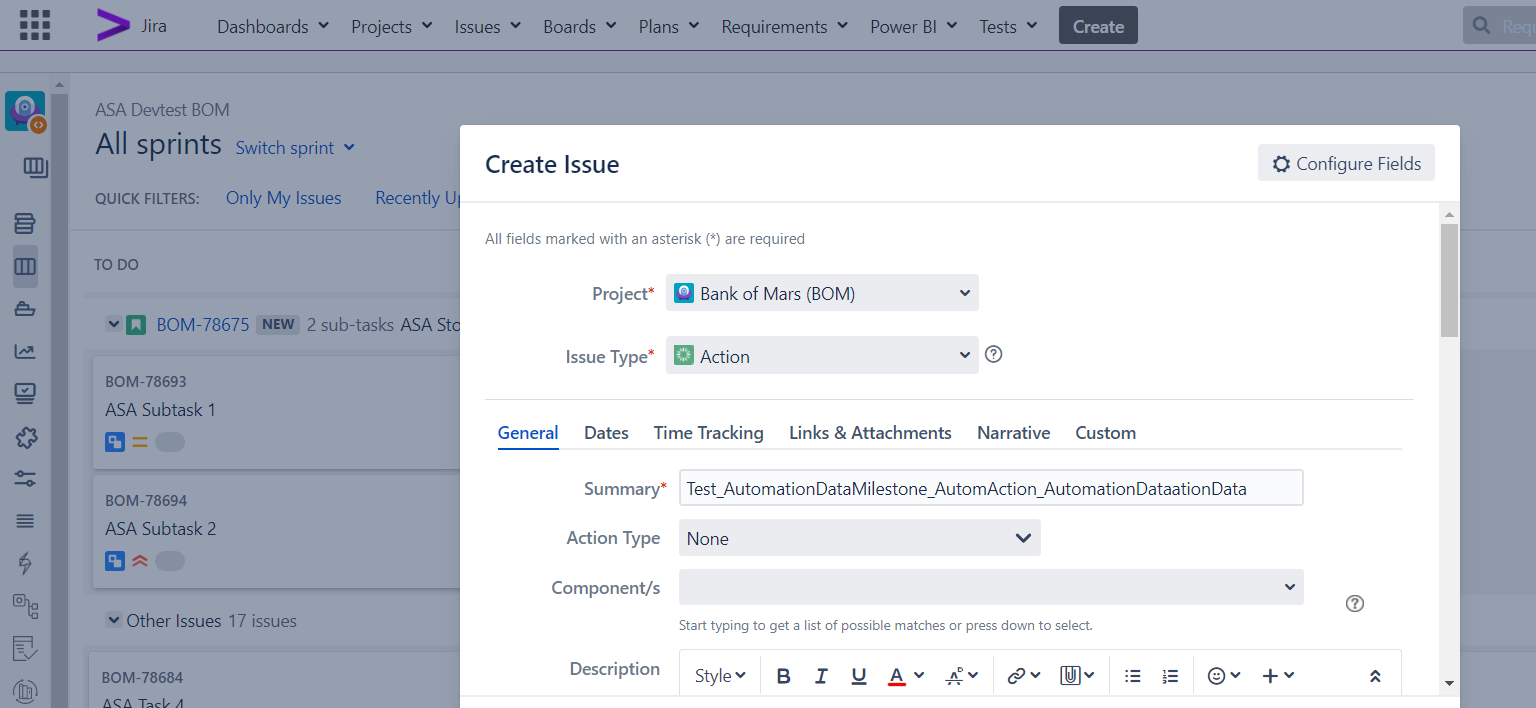 Jira Dashboards Projects Issues Boards Plans Requirements Power BI Tests Create
ASA Devtest BOM
All sprints Switch sprint
QUICK FILTERS: Only My Issues Recently
TO DO
BOM-78675 NEW 2 sub-tasks ASA
BOM-78693
ASA Subtask 1
BOM-78694
ASA Subtask 2
Other Issues 17 issues
BOM-78684
ASA Task 4
Create Issue Configure Fields
All fields marked with an asterisk (*) are required
Project* Bank of Mars (BOM)
Issue Type* Action
General Dates Time Tracking Links & Attachments Narrative Custom
Summary* Test_AutomationDataMilestone_AutomAction_AutomationDataationData
Action Type None
Component/s
Start typing to get a list of possible matches or press down to select.
Description Style B I U A